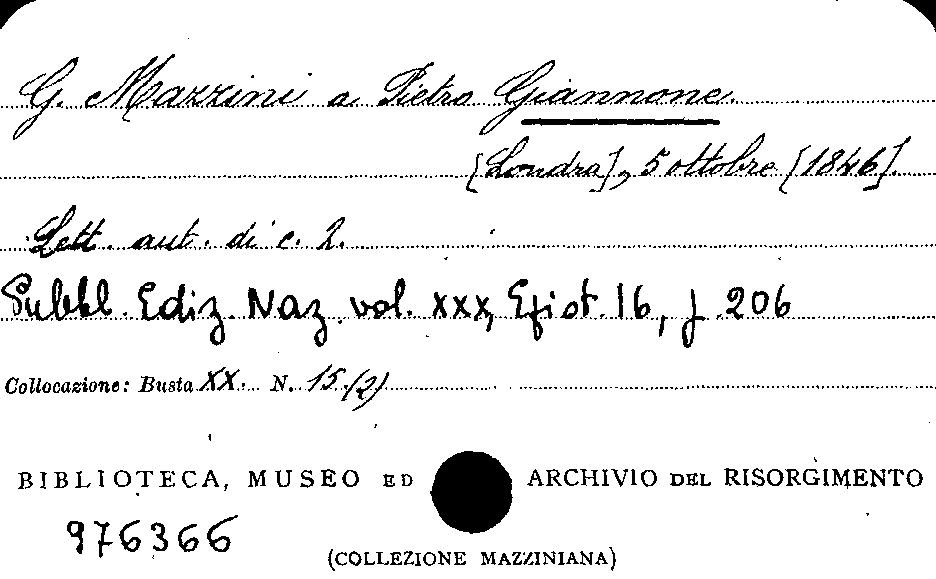 G. Mazzini a Pietro Giannone.
[Londra], 5 ottobre [1846].
Lett. aut. di c. 2.
Pubbl. Ediz. Naz. vol. XXX, Epist. 16, p. 206
Collocazione: Busta XX. N. 15 (2)
BIBLIOTECA, MUSEO ED ARCHIVIO DEL RISORGIMENTO
976366
(COLLEZIONE MAZZINIANA)